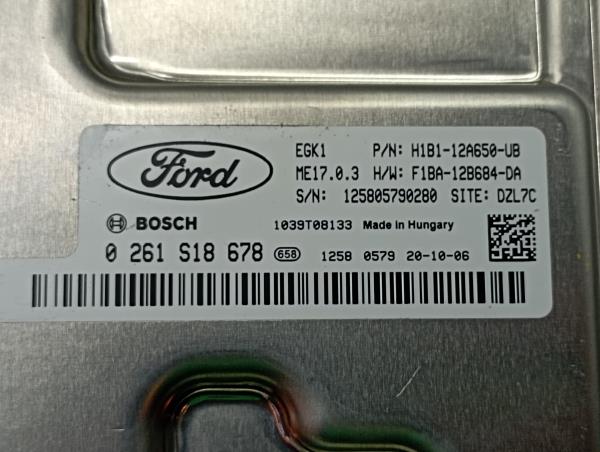 Ford
EGK1 P/N: H1B1-12A650-UB
ME17.0.3 H/W: F1BA-12B684-DA
S/N: 125805790280 SITE: DZL7C
BOSCH 1039T08133 Made in Hungary
0 261 S18 678 658 1258 0579 20-10-06